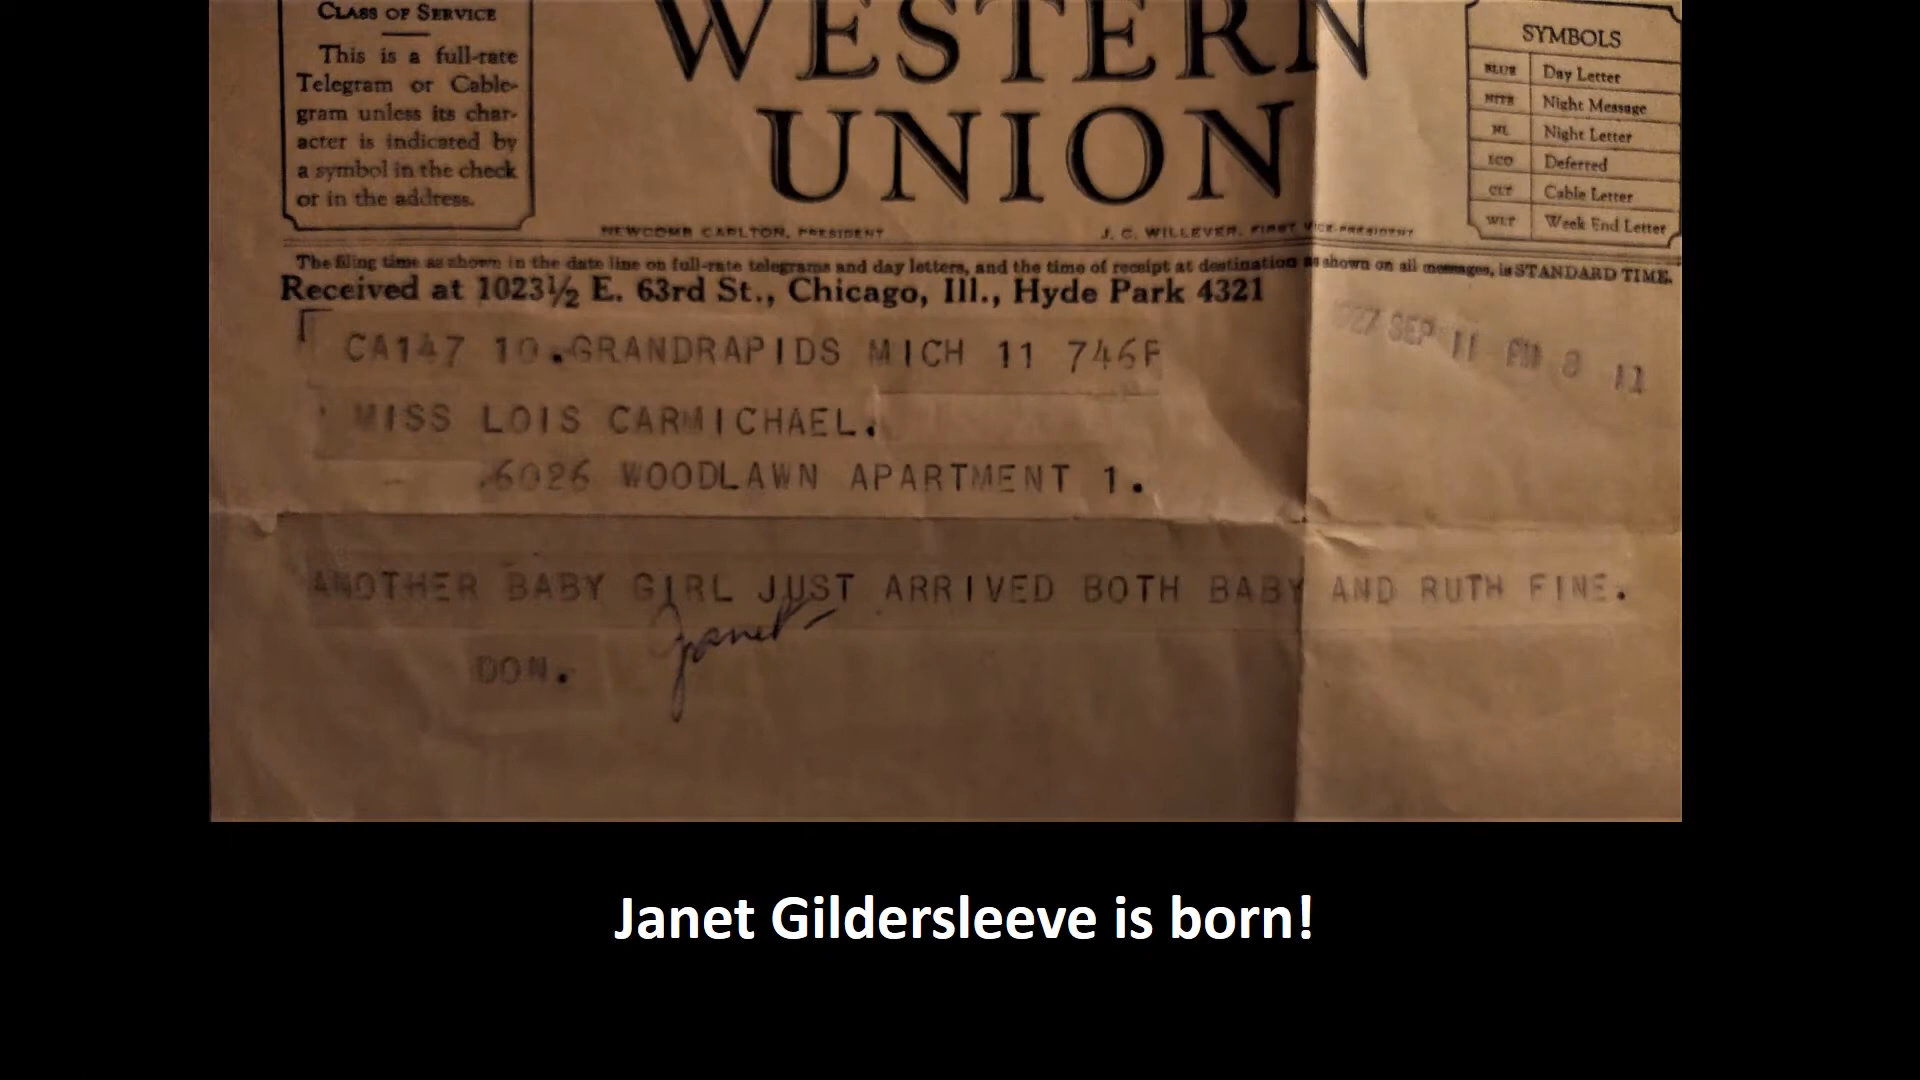 CLASS OF SERVICE
This is a full-rate
Telegram or Cable-
gram unless its char-
acter is indicated by
a symbol in the check
or in the address.
WESTERN
UNION
NEWCOMB CARLTON, PRESIDENT
J. C. WILLEVER, FIRST VICE-PRESIDENT
SYMBOLS
BLUE Day Letter
NITE Night Message
NL Night Letter
LCO Deferred
CLT Cable Letter
WLT Week End Letter
The filing time as shown in the date line on full-rate telegrams and day letters, and the time of receipt at destination as shown on all messages, is STANDARD TIME.
Received at 1023½ E. 63rd St., Chicago, Ill., Hyde Park 4321
1927 SEP 11 PM 8 11
CA147 10.GRANDRAPIDS MICH 11 746P
MISS LOIS CARMICHAEL.
6026 WOODLAWN APARTMENT 1.
ANOTHER BABY GIRL JUST ARRIVED BOTH BABY AND RUTH FINE.
Janet
DON.
Janet Gildersleeve is born!